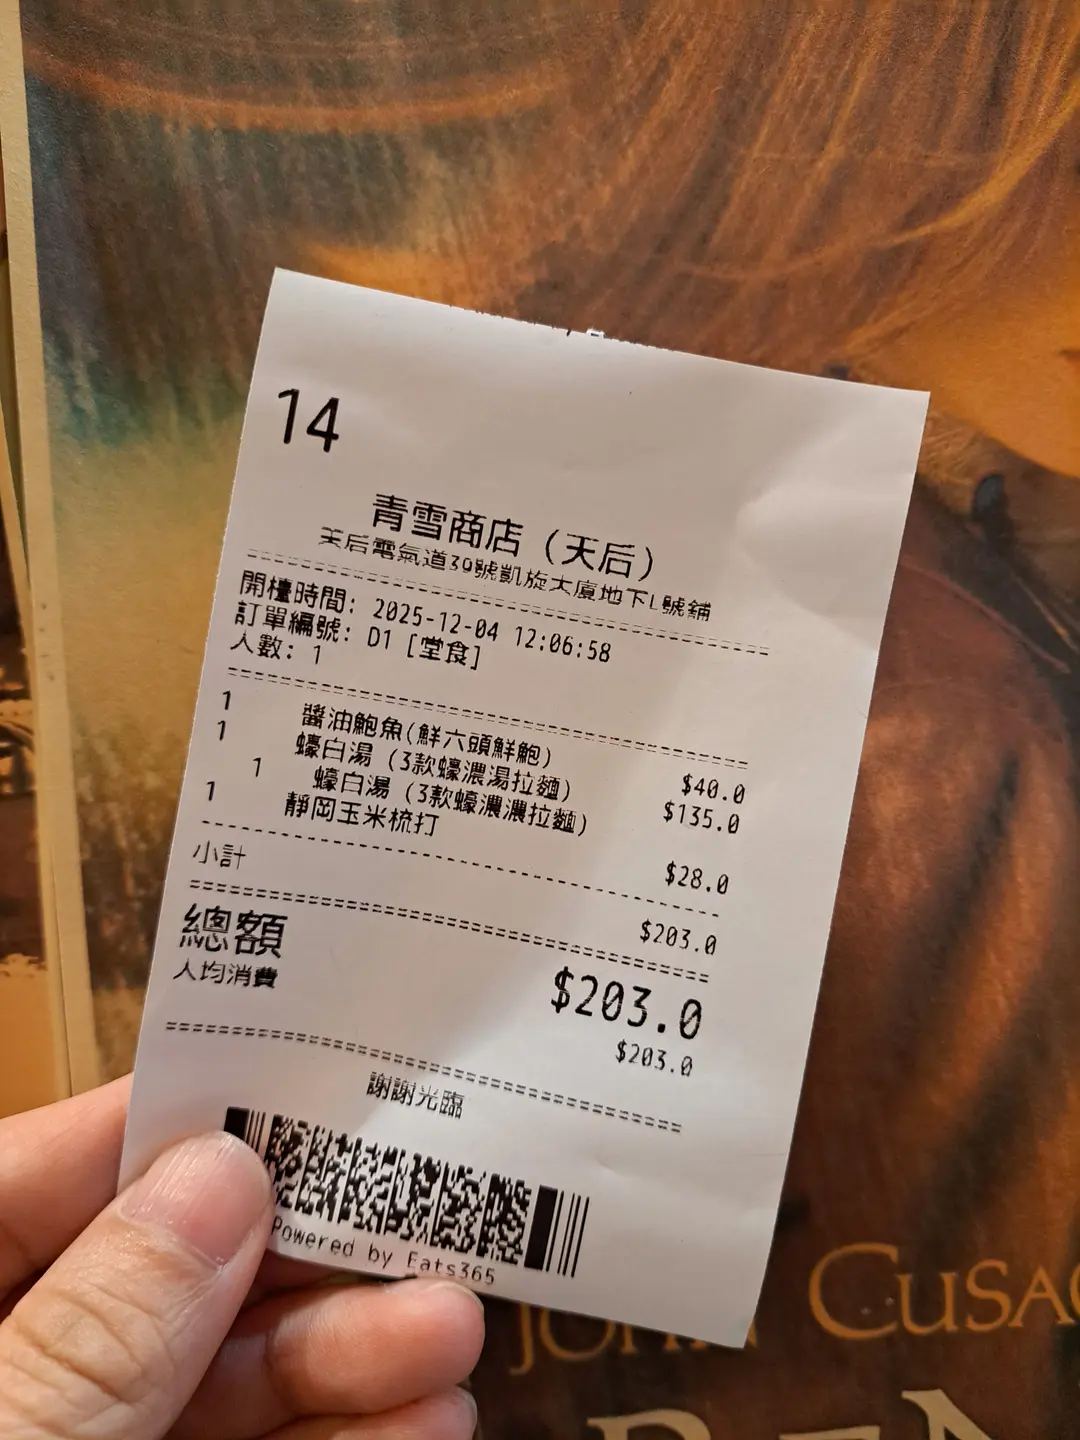 14
青雪商店 (天后)
天后電氣道39號凱旋大廈地下L號鋪
開檯時間: 2025-12-04 12:06:58
訂單編號: D1 [堂食]
人數: 1
1 醬油鮑魚(鮮六頭鮮鮑) $40.0
1 蠔白湯 (3款蠔濃湯拉麵) $135.0
1 蠔白湯 (3款蠔濃濃拉麵)
1 靜岡玉米梳打 $28.0
小計 $203.0
總額 $203.0
人均消費 $203.0
謝謝光臨
Powered by Eats365
JOHN CUSAC